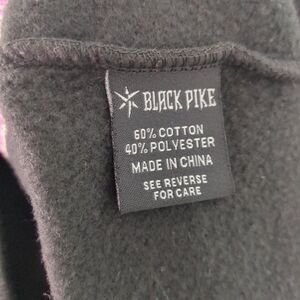 BLACK PIKE
60% COTTON
40% POLYESTER
MADE IN CHINA
SEE REVERSE
FOR CARE